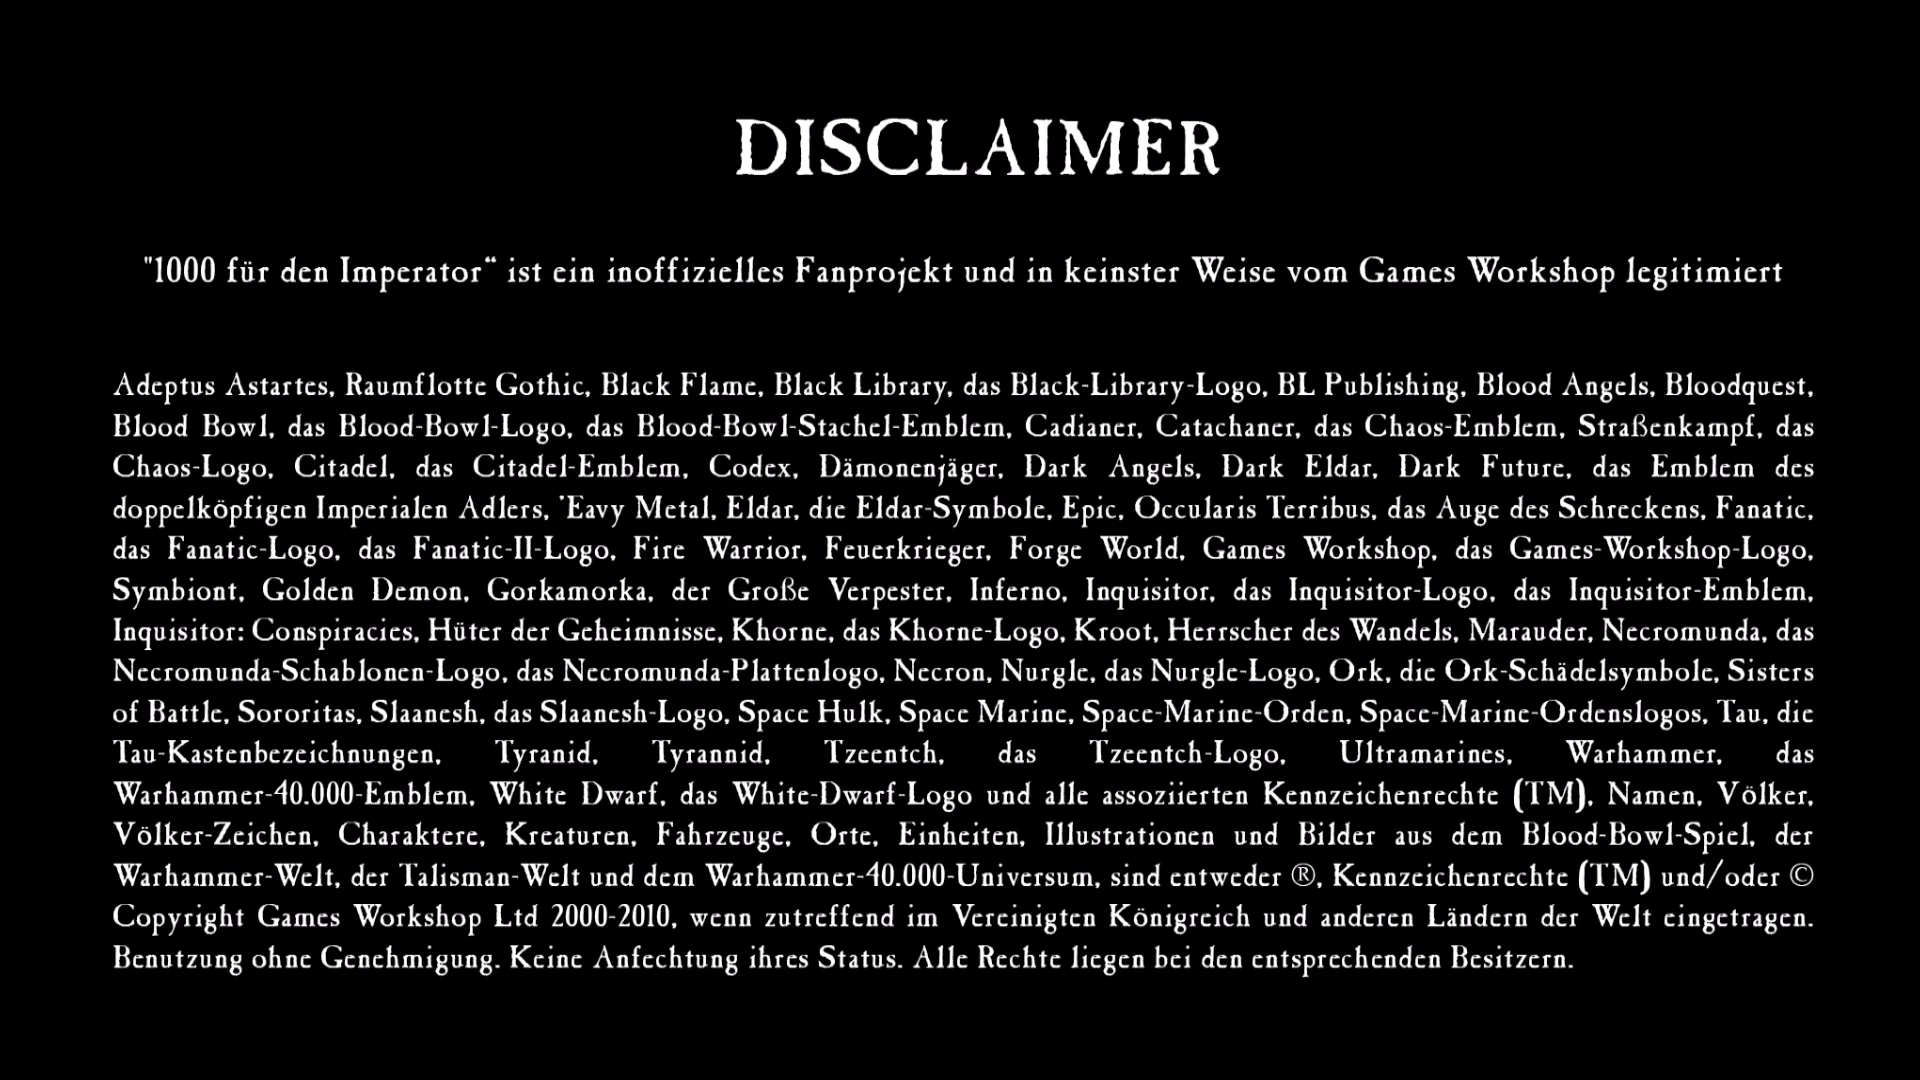 DISCLAIMER
"1000 für den Imperator“ ist ein inoffizielles Fanprojekt und in keinster Weise vom Games Workshop legitimiert
Adeptus Astartes, Raumflotte Gothic, Black Flame, Black Library, das Black-Library-Logo, BL Publishing, Blood Angels, Bloodquest,
Blood Bowl, das Blood-Bowl-Logo, das Blood-Bowl-Stachel-Emblem, Cadianer, Catachaner, das Chaos-Emblem, Straßenkampf, das
Chaos-Logo, Citadel, das Citadel-Emblem, Codex, Dämonenjäger, Dark Angels, Dark Eldar, Dark Future, das Emblem des
doppelköpfigen Imperialen Adlers, 'Eavy Metal, Eldar, die Eldar-Symbole, Epic, Occularis Terribus, das Auge des Schreckens, Fanatic,
das Fanatic-Logo, das Fanatic-II-Logo, Fire Warrior, Feuerkrieger, Forge World, Games Workshop, das Games-Workshop-Logo,
Symbiont, Golden Demon, Gorkamorka, der Große Verpester, Inferno, Inquisitor, das Inquisitor-Logo, das Inquisitor-Emblem,
Inquisitor: Conspiracies, Hüter der Geheimnisse, Khorne, das Khorne-Logo, Kroot, Herrscher des Wandels, Marauder, Necromunda, das
Necromunda-Schablonen-Logo, das Necromunda-Plattenlogo, Necron, Nurgle, das Nurgle-Logo, Ork, die Ork-Schädelsymbole, Sisters
of Battle, Sororitas, Slaanesh, das Slaanesh-Logo, Space Hulk, Space Marine, Space-Marine-Orden, Space-Marine-Ordenslogos, Tau, die
Tau-Kastenbezeichnungen, Tyranid, Tyrannid, Tzeentch, das Tzeentch-Logo, Ultramarines, Warhammer, das
Warhammer-40.000-Emblem, White Dwarf, das White-Dwarf-Logo und alle assoziierten Kennzeichenrechte (TM), Namen, Völker,
Völker-Zeichen, Charaktere, Kreaturen, Fahrzeuge, Orte, Einheiten, Illustrationen und Bilder aus dem Blood-Bowl-Spiel, der
Warhammer-Welt, der Talisman-Welt und dem Warhammer-40.000-Universum, sind entweder ®, Kennzeichenrechte (TM) und/oder ©
Copyright Games Workshop Ltd 2000-2010, wenn zutreffend im Vereinigten Königreich und anderen Ländern der Welt eingetragen.
Benutzung ohne Genehmigung. Keine Anfechtung ihres Status. Alle Rechte liegen bei den entsprechenden Besitzern.